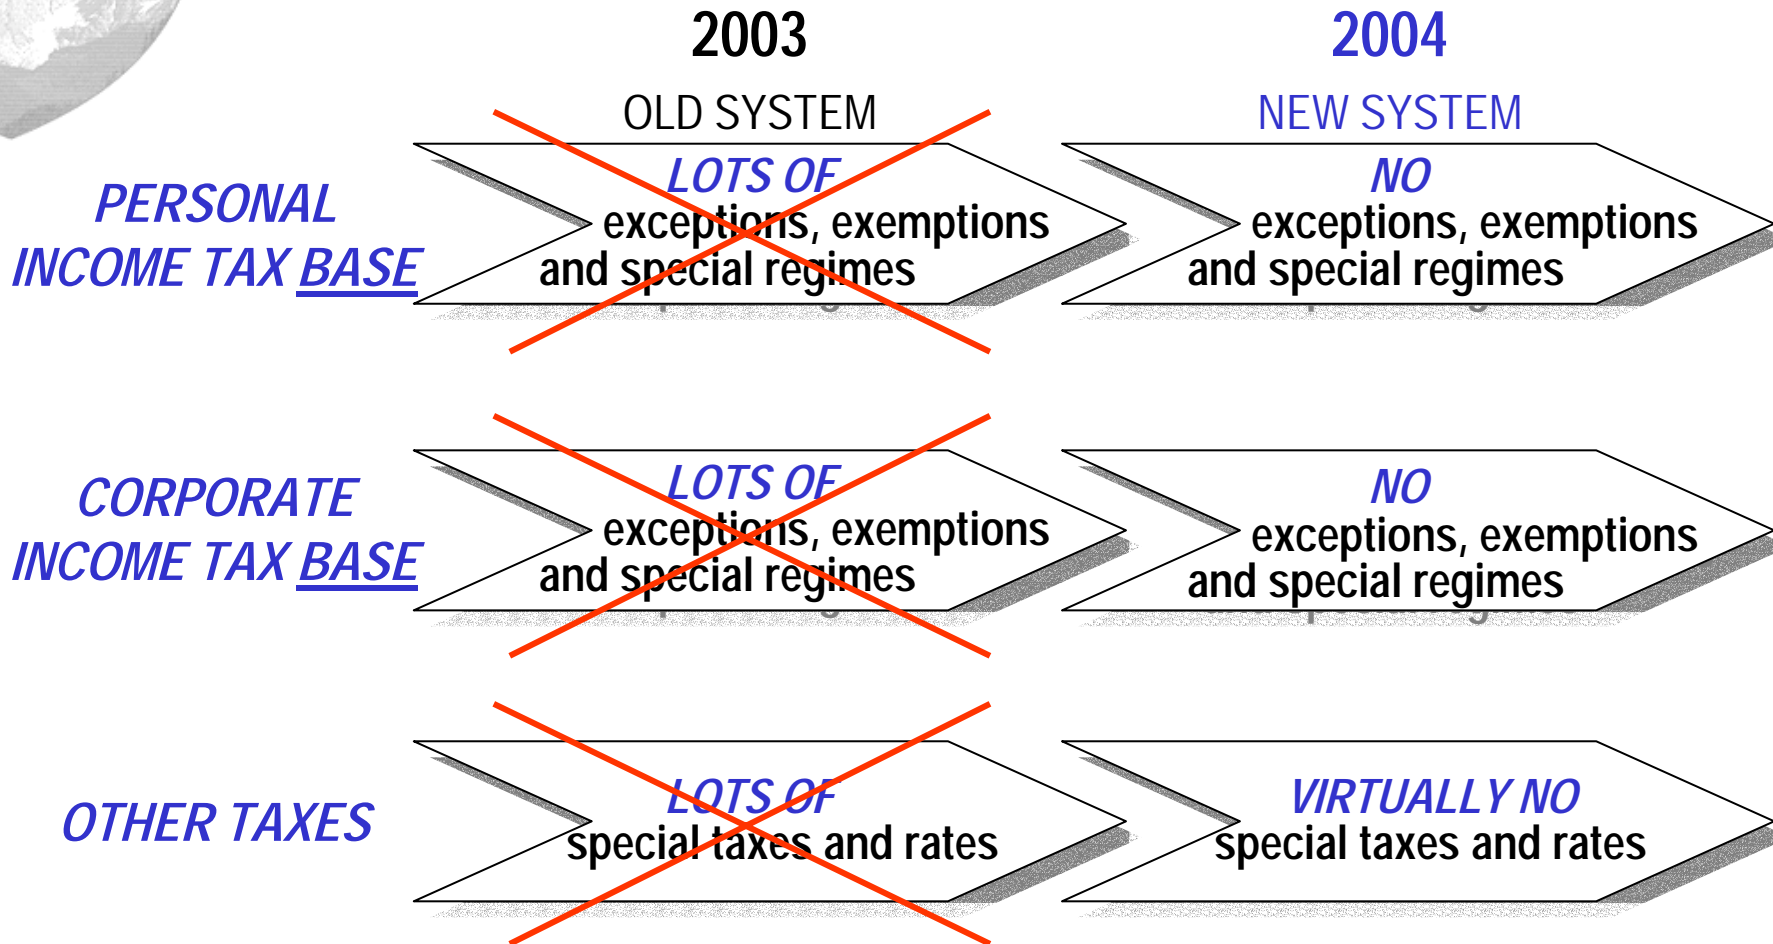 2003
2004
OLD SYSTEM
NEW SYSTEM
PERSONAL
INCOME TAX BASE
LOTS OF
exceptions, exemptions
and special regimes
NO
exceptions, exemptions
and special regimes
CORPORATE
INCOME TAX BASE
LOTS OF
exceptions, exemptions
and special regimes
NO
exceptions, exemptions
and special regimes
OTHER TAXES
LOTS OF
special taxes and rates
VIRTUALLY NO
special taxes and rates